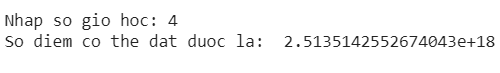 Nhap so gio hoc: 4
So diem co the dat duoc la:  2.5135142552674043e+18